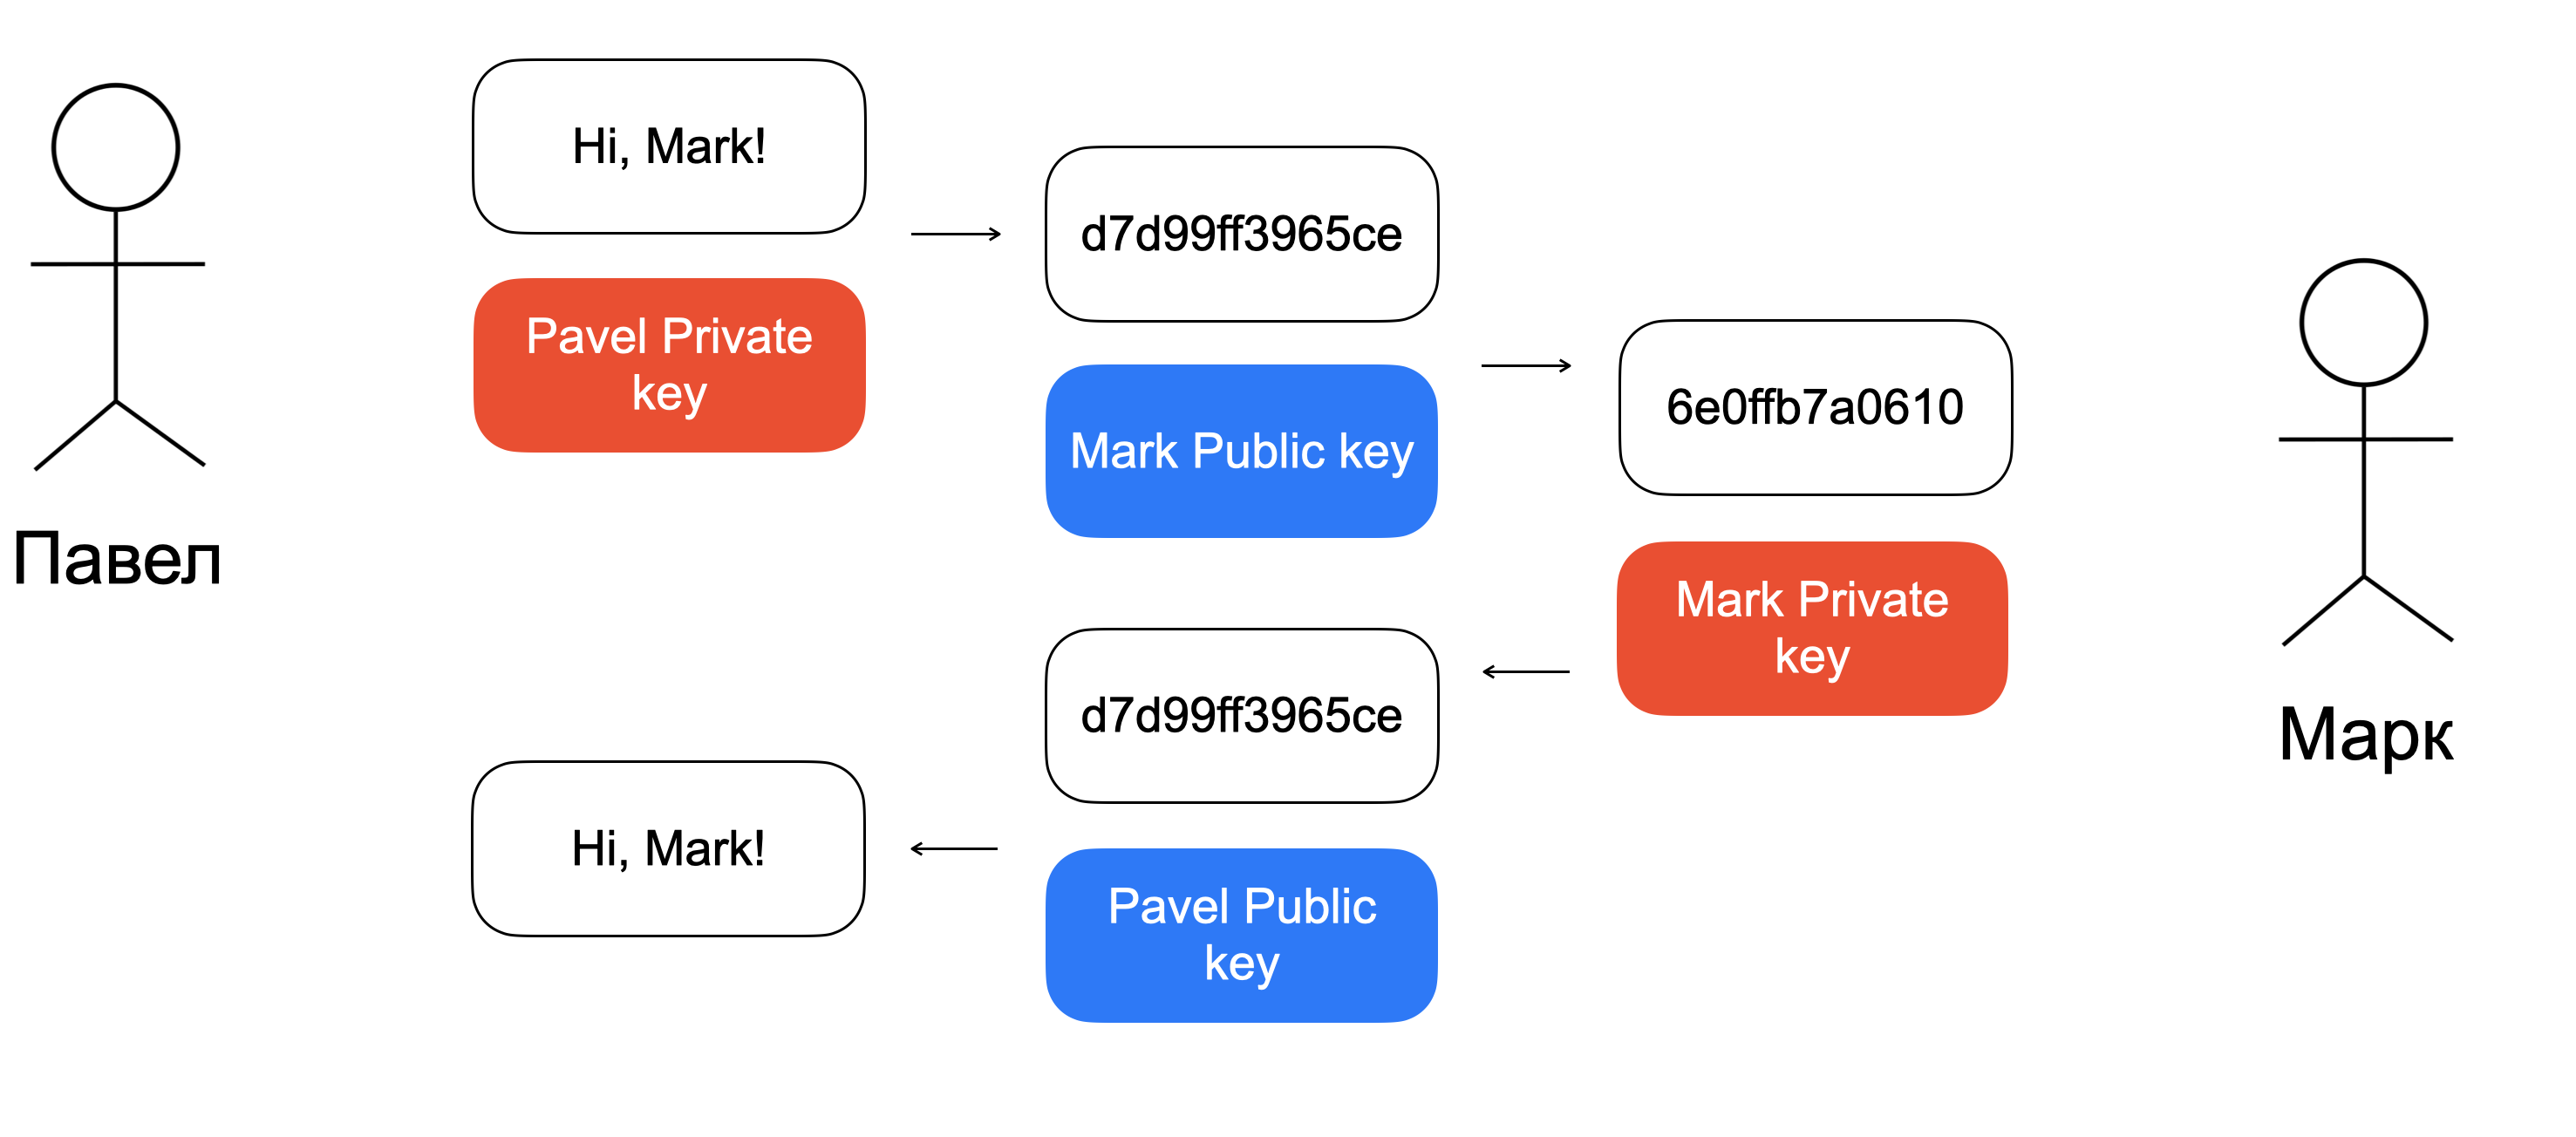 Hi, Mark!
Pavel Private
key
d7d99ff3965ce
Mark Public key
6e0ffb7a0610
Mark Private
key
d7d99ff3965ce
Pavel Public
key
Hi, Mark!
Павел
Марк